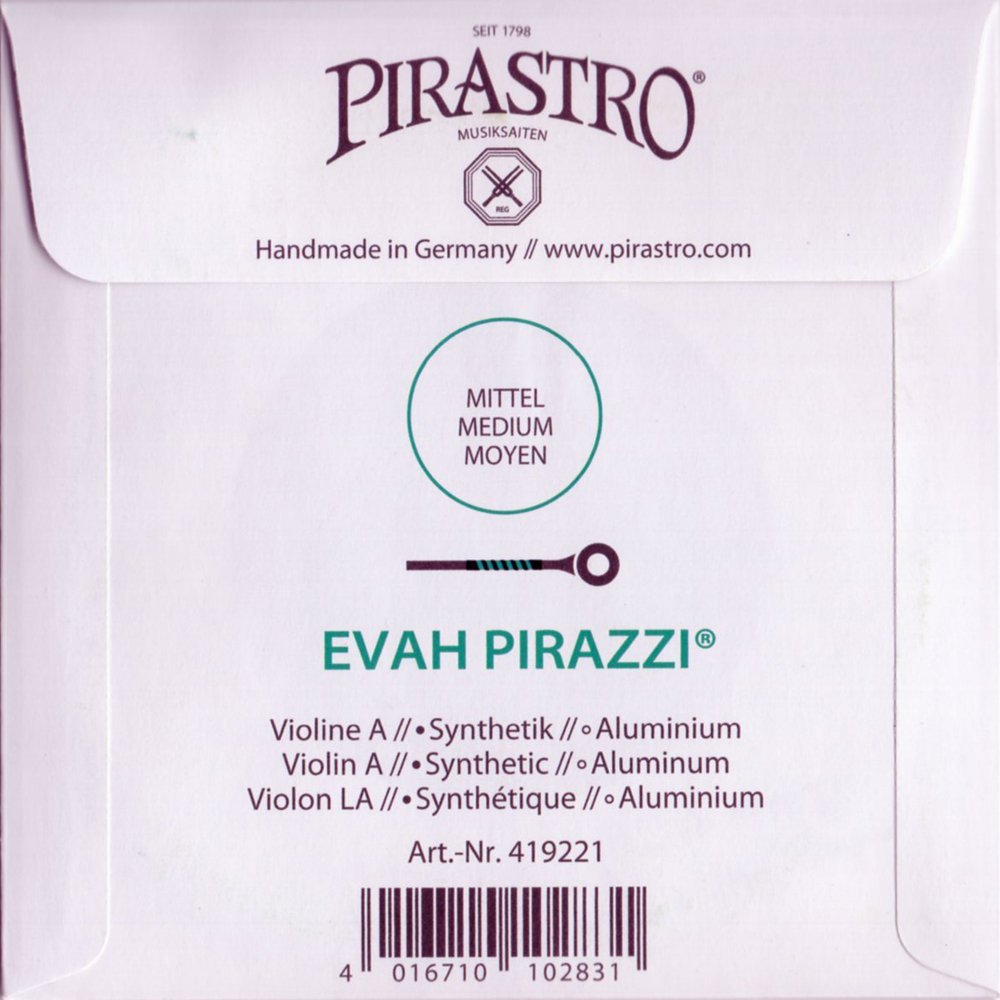 SEIT 1798
PIRASTRO®
MUSIKSAITEN
REG
Handmade in Germany // www.pirastro.com
MITTEL
MEDIUM
MOYEN
EVAH PIRAZZI®
Violine A //•Synthetik //∘Aluminium
Violin A //•Synthetic //∘Aluminum
Violon LA //•Synthétique //∘Aluminium
Art.-Nr. 419221
4 016710 102831